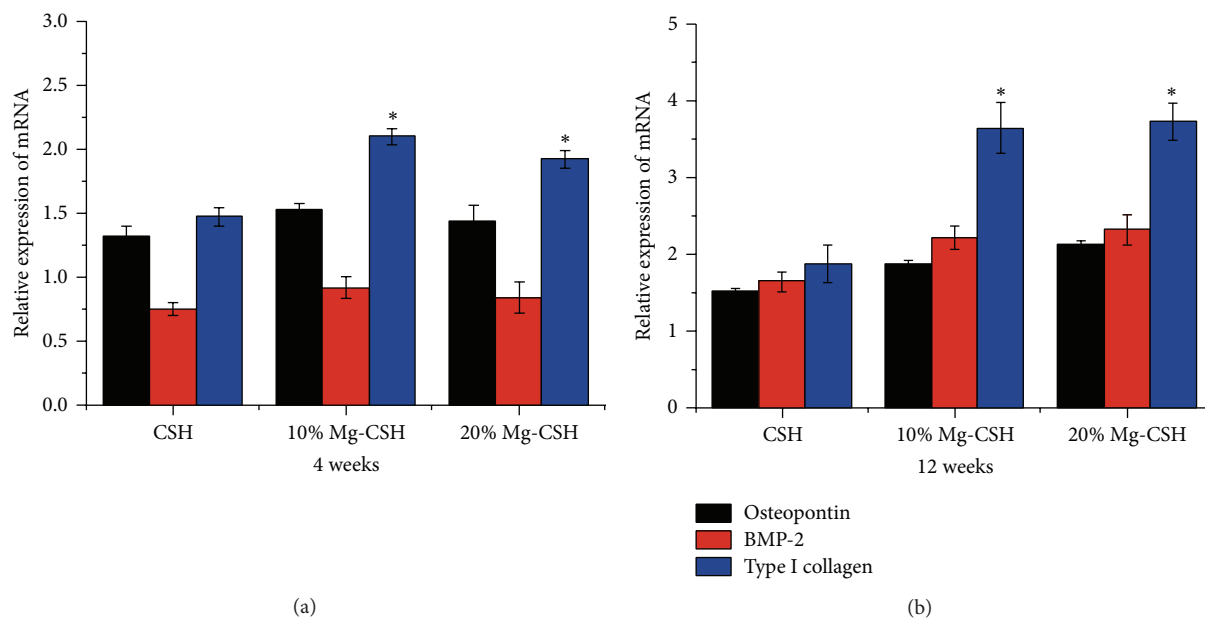 Relative expression of mRNA
3.0
2.5
2.0
1.5
1.0
0.5
0.0
*
*
CSH
10% Mg-CSH
20% Mg-CSH
4 weeks
(a)
Relative expression of mRNA
5
4
3
2
1
0
*
*
CSH
10% Mg-CSH
20% Mg-CSH
12 weeks
Osteopontin
BMP-2
Type I collagen
(b)